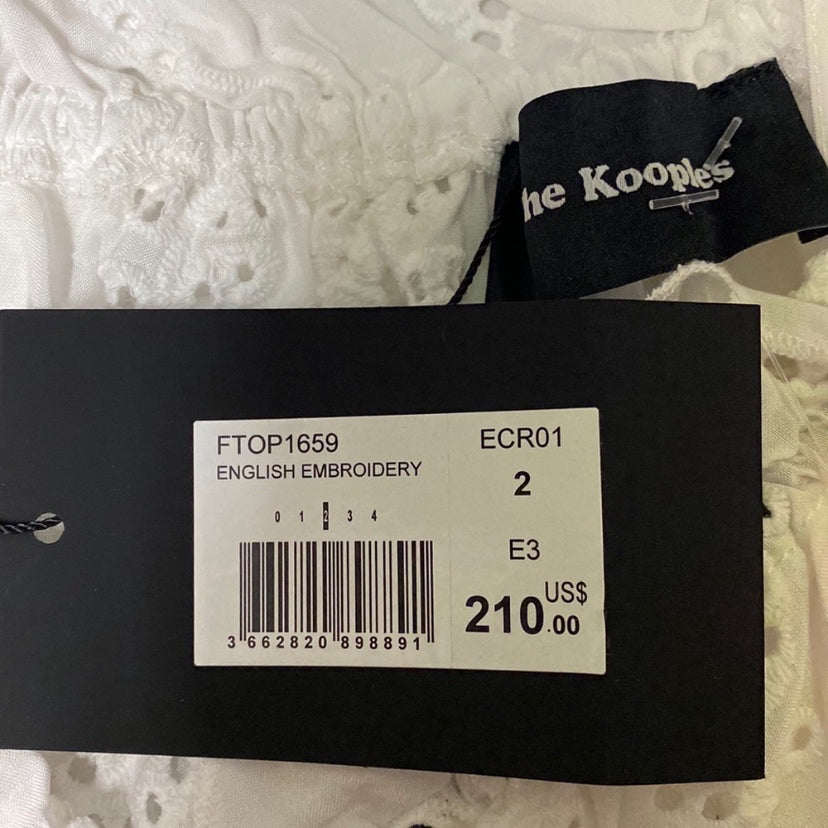 he Kooples
FTOP1659
ENGLISH EMBROIDERY
0 1 2 3 4
3 662820 898891
ECR01
2
E3
US$
210.00